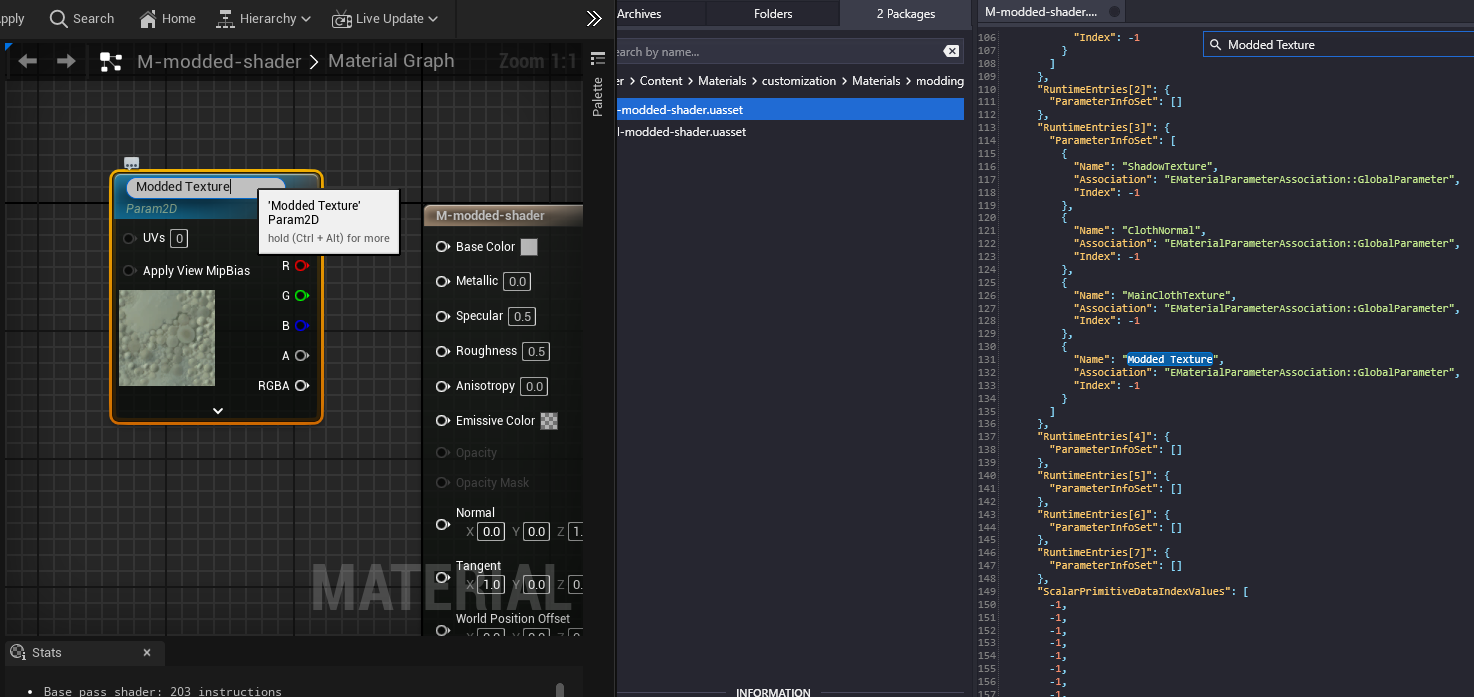 pply
Search
Home
Hierarchy
Live Update
M-modded-shader
Material Graph
Zoom 1:1
Palette
Modded Texture
Param2D
'Modded Texture'
Param2D
hold (Ctrl + Alt) for more
UVs 0
Apply View MipBias
R
G
B
A
RGBA
M-modded-shader
Base Color
Metallic 0.0
Specular 0.5
Roughness 0.5
Anisotropy 0.0
Emissive Color
Opacity
Opacity Mask
Normal
X 0.0 Y 0.0 Z 1.
Tangent
X 1.0 Y 0.0 Z 0.
World Position Offset
MATERIAL
Stats
Base pass shader: 203 instructions
Archives
Folders
2 Packages
earch by name...
er > Content > Materials > customization > Materials > modding
-modded-shader.uasset
I-modded-shader.uasset
INFORMATION
M-modded-shader....
Modded Texture
106 "Index": -1
107 }
108 ]
109 },
110 "RuntimeEntries[2]": {
111 "ParameterInfoSet": []
112 },
113 "RuntimeEntries[3]": {
114 "ParameterInfoSet": [
115 {
116 "Name": "ShadowTexture",
117 "Association": "EMaterialParameterAssociation::GlobalParameter",
118 "Index": -1
119 },
120 {
121 "Name": "ClothNormal",
122 "Association": "EMaterialParameterAssociation::GlobalParameter",
123 "Index": -1
124 },
125 {
126 "Name": "MainClothTexture",
127 "Association": "EMaterialParameterAssociation::GlobalParameter",
128 "Index": -1
129 },
130 {
131 "Name": "Modded Texture",
132 "Association": "EMaterialParameterAssociation::GlobalParameter",
133 "Index": -1
134 }
135 ]
136 },
137 "RuntimeEntries[4]": {
138 "ParameterInfoSet": []
139 },
140 "RuntimeEntries[5]": {
141 "ParameterInfoSet": []
142 },
143 "RuntimeEntries[6]": {
144 "ParameterInfoSet": []
145 },
146 "RuntimeEntries[7]": {
147 "ParameterInfoSet": []
148 },
149 "ScalarPrimitiveDataIndexValues": [
150 -1,
151 -1,
152 -1,
153 -1,
154 -1,
155 -1,
156 -1,
157 -1,